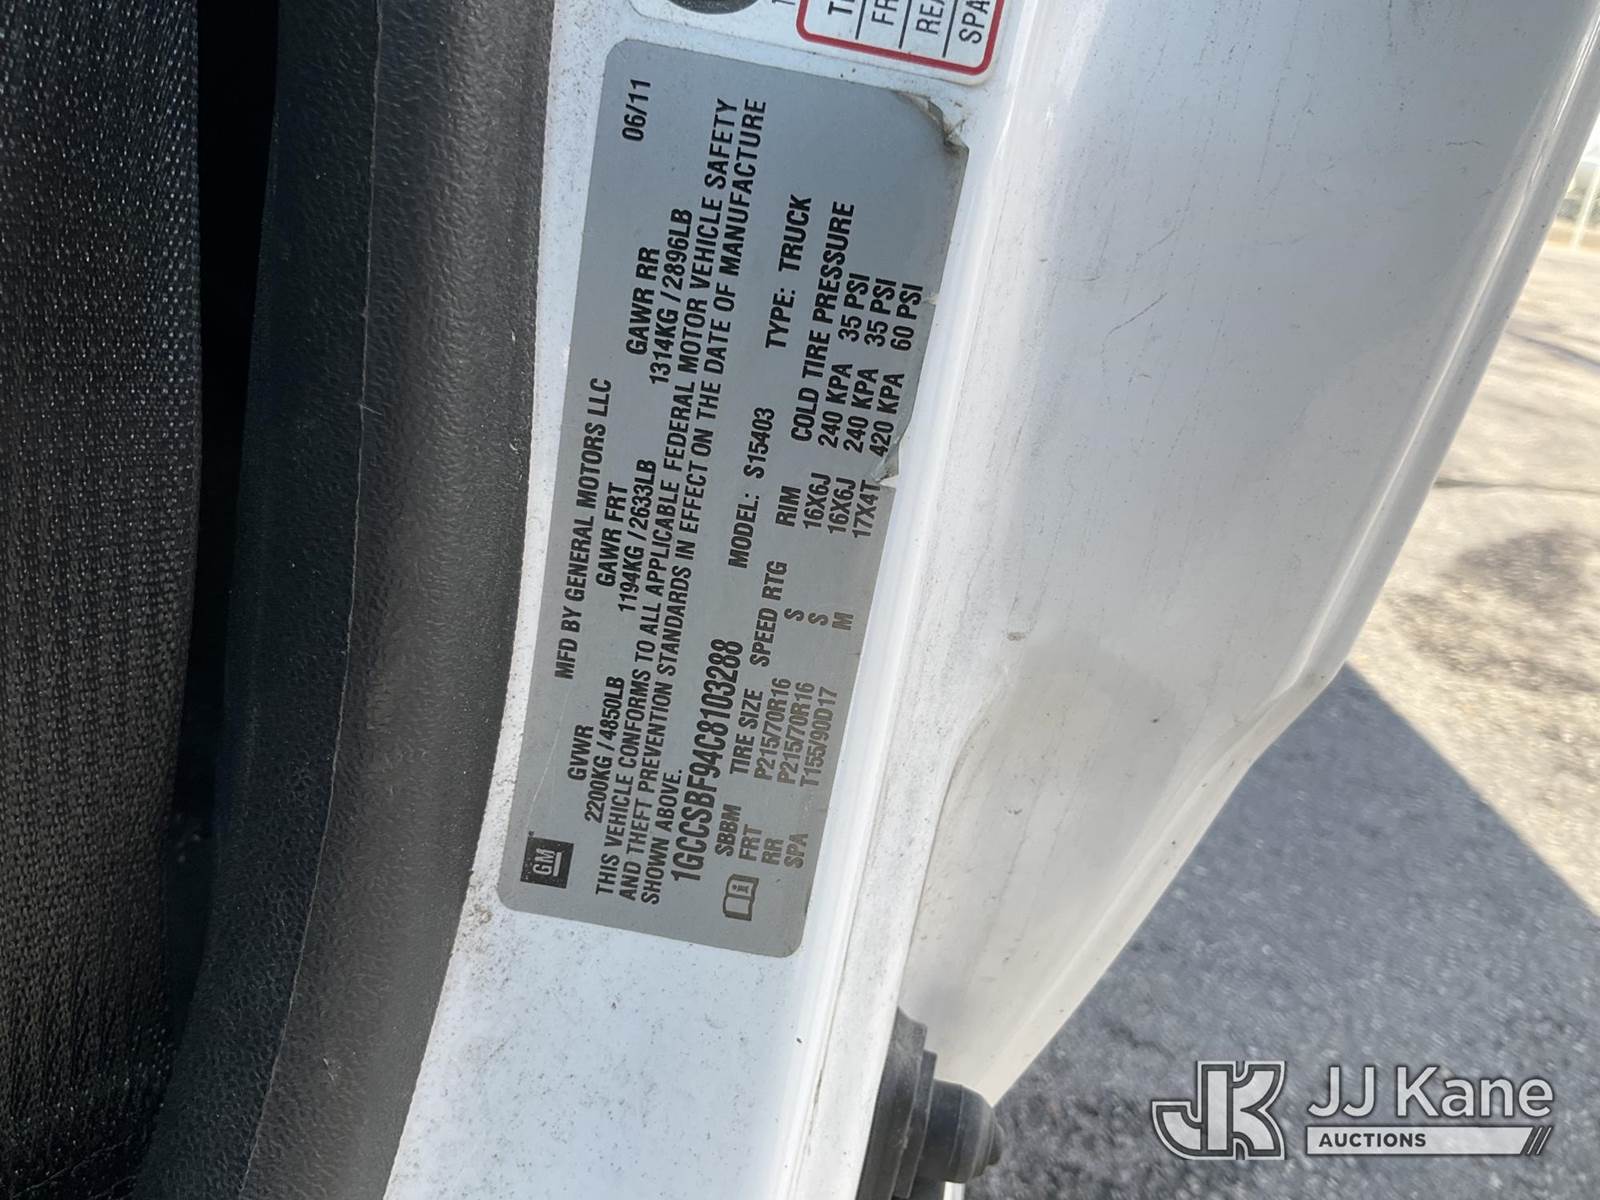 T
FR
REA
SPA
MFD BY GENERAL MOTORS LLC 06/11
GM
GVWR GAWR FRT GAWR RR
2200KG / 4850LB 1194KG / 2633LB 1314KG / 2896LB
THIS VEHICLE CONFORMS TO ALL APPLICABLE FEDERAL MOTOR VEHICLE SAFETY
AND THEFT PREVENTION STANDARDS IN EFFECT ON THE DATE OF MANUFACTURE
SHOWN ABOVE.
1GCCSBF94C8103288 MODEL: S15403 TYPE: TRUCK
SBBM TIRE SIZE SPEED RTG RIM COLD TIRE PRESSURE
FRT P215/70R16 S 16X6J 240 KPA 35 PSI
RR P215/70R16 S 16X6J 240 KPA 35 PSI
SPA T155/90D17 M 17X4T 420 KPA 60 PSI
JK JJ Kane
AUCTIONS